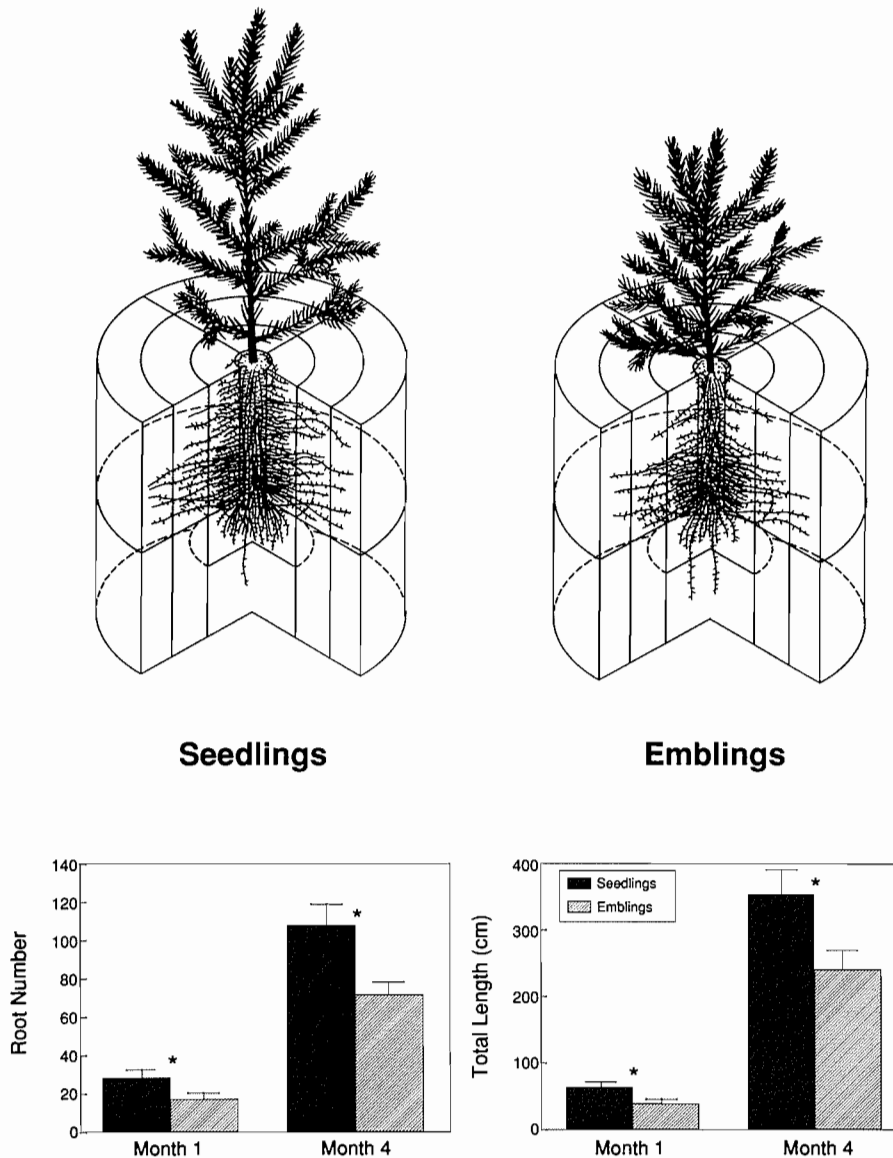 Seedlings
Emblings
Root Number
140
120
100
80
60
40
20
0
*
*
Month 1
Month 4
Total Length (cm)
400
300
200
100
0
Seedlings
Emblings
*
*
Month 1
Month 4